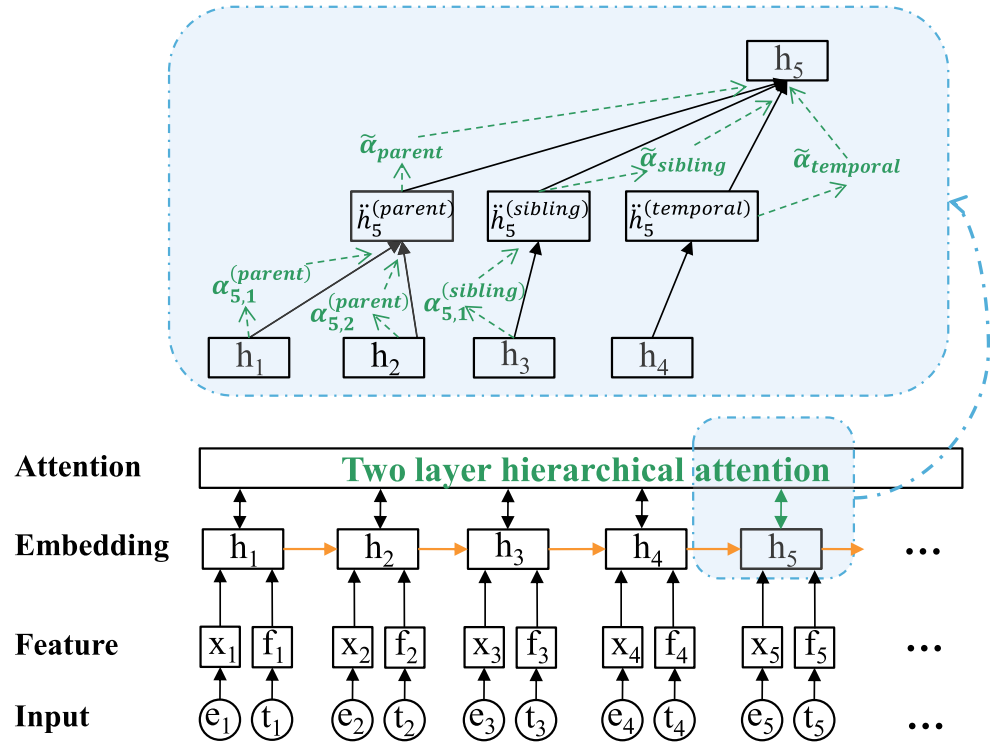 h₅
α̃parent
α̃sibling
α̃temporal
ḧ₅^(parent) ḧ₅^(sibling) ḧ₅^(temporal)
α₅,₁^(parent) α₅,₂^(parent) α₅,₁^(sibling)
h₁ h₂ h₃ h₄
Attention Two layer hierarchical attention
Embedding h₁ h₂ h₃ h₄ h₅ ...
Feature x₁ f₁ x₂ f₂ x₃ f₃ x₄ f₄ x₅ f₅ ...
Input e₁ t₁ e₂ t₂ e₃ t₃ e₄ t₄ e₅ t₅ ...